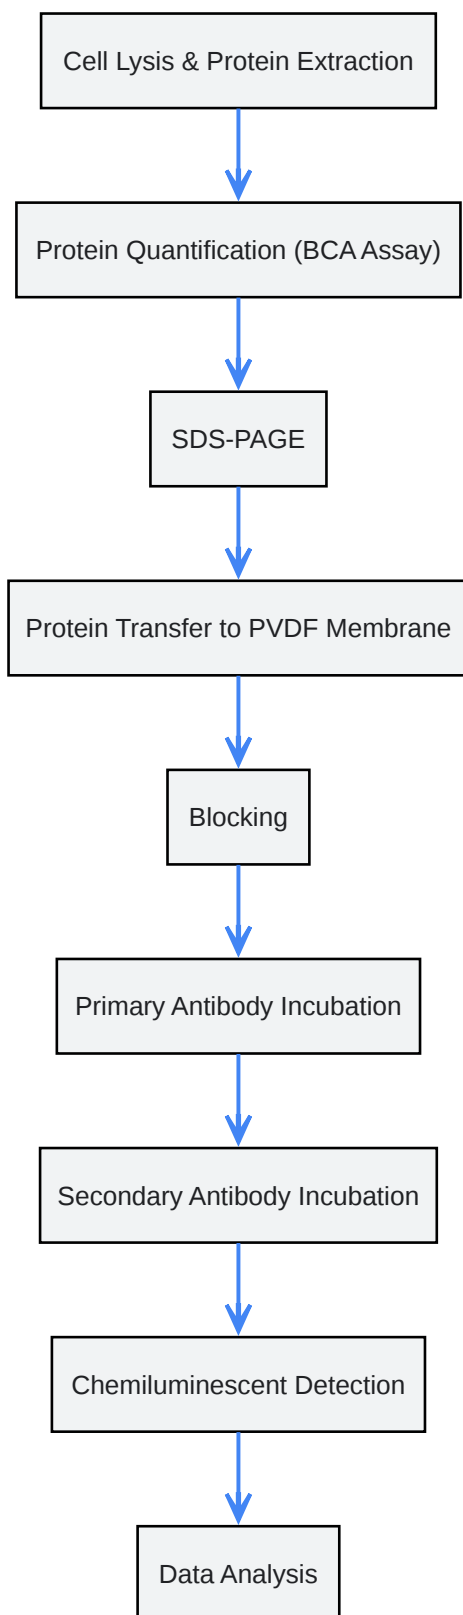 Cell Lysis & Protein Extraction
Protein Quantification (BCA Assay)
SDS-PAGE
Protein Transfer to PVDF Membrane
Blocking
Primary Antibody Incubation
Secondary Antibody Incubation
Chemiluminescent Detection
Data Analysis